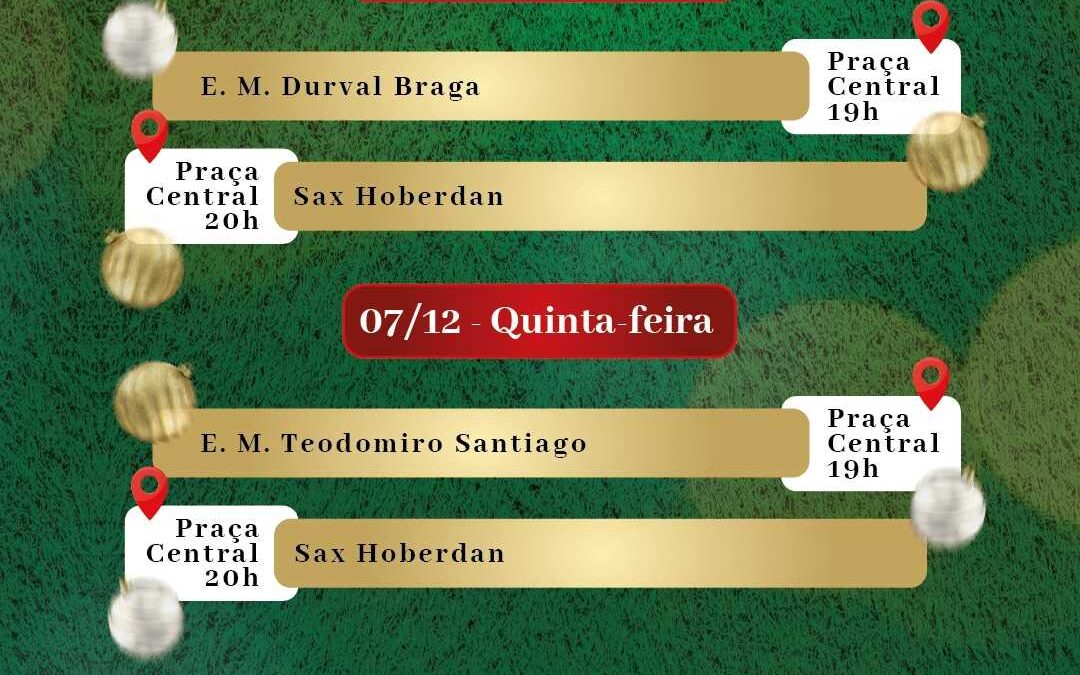 E. M. Durval Braga
Praça
Central
19h
Praça
Central
20h
Sax Hoberdan
07/12 - Quinta-feira
E. M. Teodomiro Santiago
Praça
Central
19h
Praça
Central
20h
Sax Hoberdan